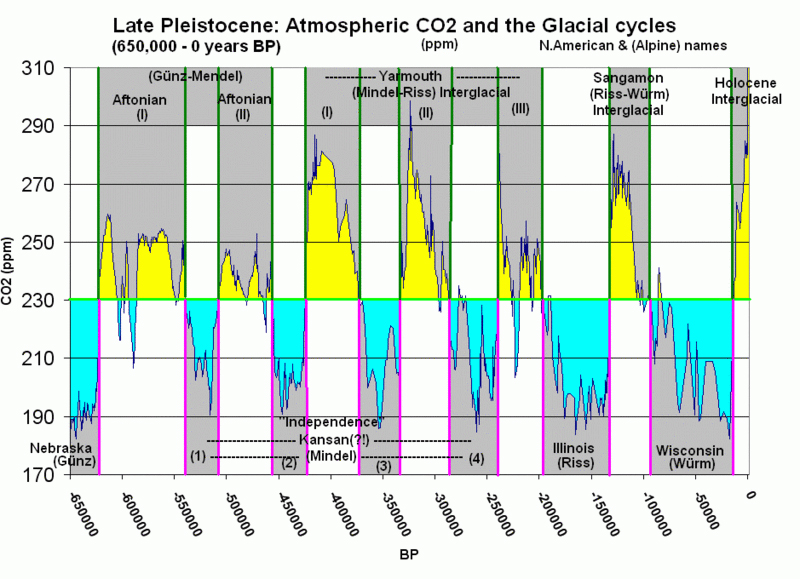 Late Pleistocene: Atmospheric CO2 and the Glacial cycles
(650,000 - 0 years BP) (ppm) N.American & (Alpine) names
310
290
270
250
230
210
190
170
CO2 (ppm)
(Günz-Mendel)
Aftonian
(I)
Aftonian
(II)
----------- Yarmouth --------------
(Mindel-Riss) Interglacial
(I)
(II)
(III)
Sangamon
(Riss-Würm)
Interglacial
Holocene
Interglacial
Nebraska
(Günz)
"Independence"
------------------- Kansan(?!) ---------------------
(Mindel)
(1)
(2)
(3)
(4)
Illinois
(Riss)
Wisconsin
(Würm)
-650000
-600000
-550000
-500000
-450000
-400000
-350000
-300000
-250000
-200000
-150000
-100000
-50000
0
BP